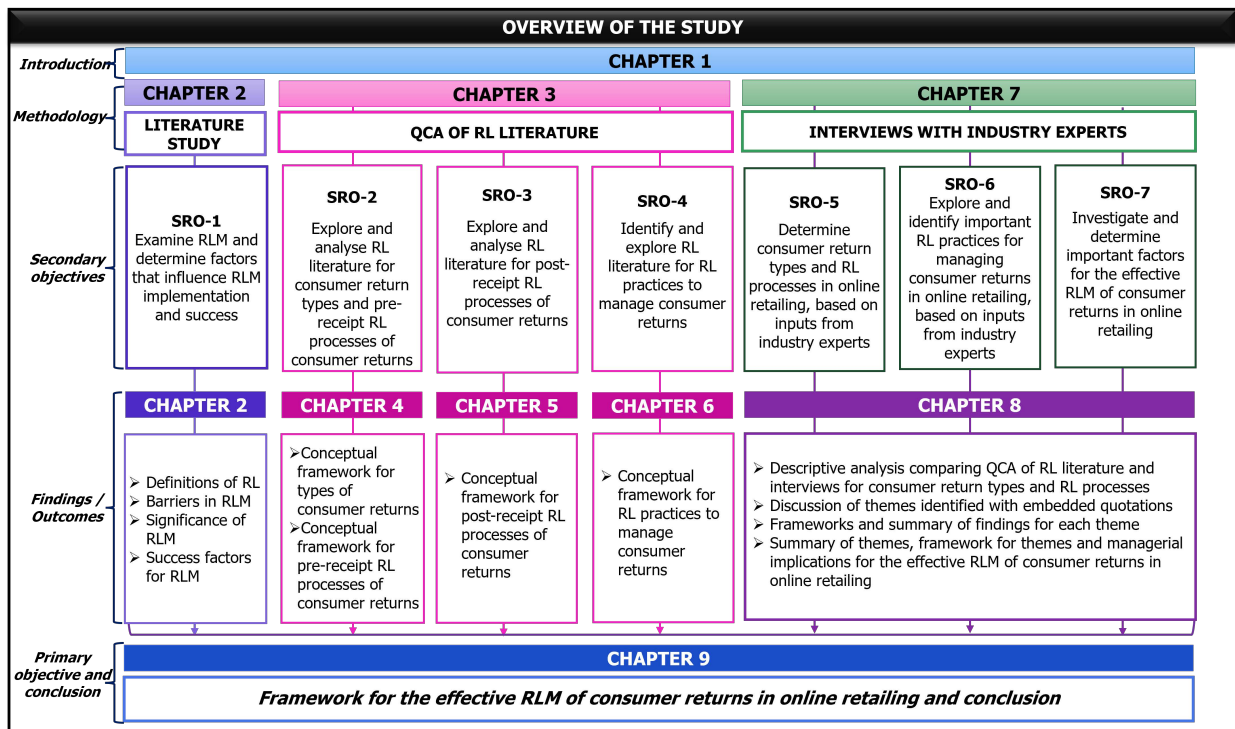 OVERVIEW OF THE STUDY
Introduction
CHAPTER 1
Methodology
CHAPTER 2
CHAPTER 3
CHAPTER 7
LITERATURE
STUDY
QCA OF RL LITERATURE
INTERVIEWS WITH INDUSTRY EXPERTS
Secondary
objectives
SRO-1
Examine RLM and
determine factors
that influence RLM
implementation
and success
SRO-2
Explore and
analyse RL
literature for
consumer return
types and pre-
receipt RL
processes of
consumer returns
SRO-3
Explore and
analyse RL
literature for post-
receipt RL
processes of
consumer returns
SRO-4
Identify and
explore RL
literature for RL
practices to
manage consumer
returns
SRO-5
Determine
consumer return
types and RL
processes in online
retailing, based on
inputs from
industry experts
SRO-6
Explore and
identify important
RL practices for
managing
consumer returns
in online retailing,
based on inputs
from industry
experts
SRO-7
Investigate and
determine
important factors
for the effective
RLM of consumer
returns in online
retailing
Findings /
Outcomes
CHAPTER 2
CHAPTER 4
CHAPTER 5
CHAPTER 6
CHAPTER 8
➢ Definitions of RL
➢ Barriers in RLM
➢ Significance of
RLM
➢ Success factors
for RLM
➢Conceptual
framework for
types of
consumer returns
➢Conceptual
framework for
pre-receipt RL
processes of
consumer returns
➢ Conceptual
framework for
post-receipt RL
processes of
consumer
returns
➢ Conceptual
framework for
RL practices to
manage
consumer
returns
➢ Descriptive analysis comparing QCA of RL literature and
interviews for consumer return types and RL processes
➢ Discussion of themes identified with embedded quotations
➢ Frameworks and summary of findings for each theme
➢ Summary of themes, framework for themes and managerial
implications for the effective RLM of consumer returns in
online retailing
Primary
objective and
conclusion
CHAPTER 9
Framework for the effective RLM of consumer returns in online retailing and conclusion